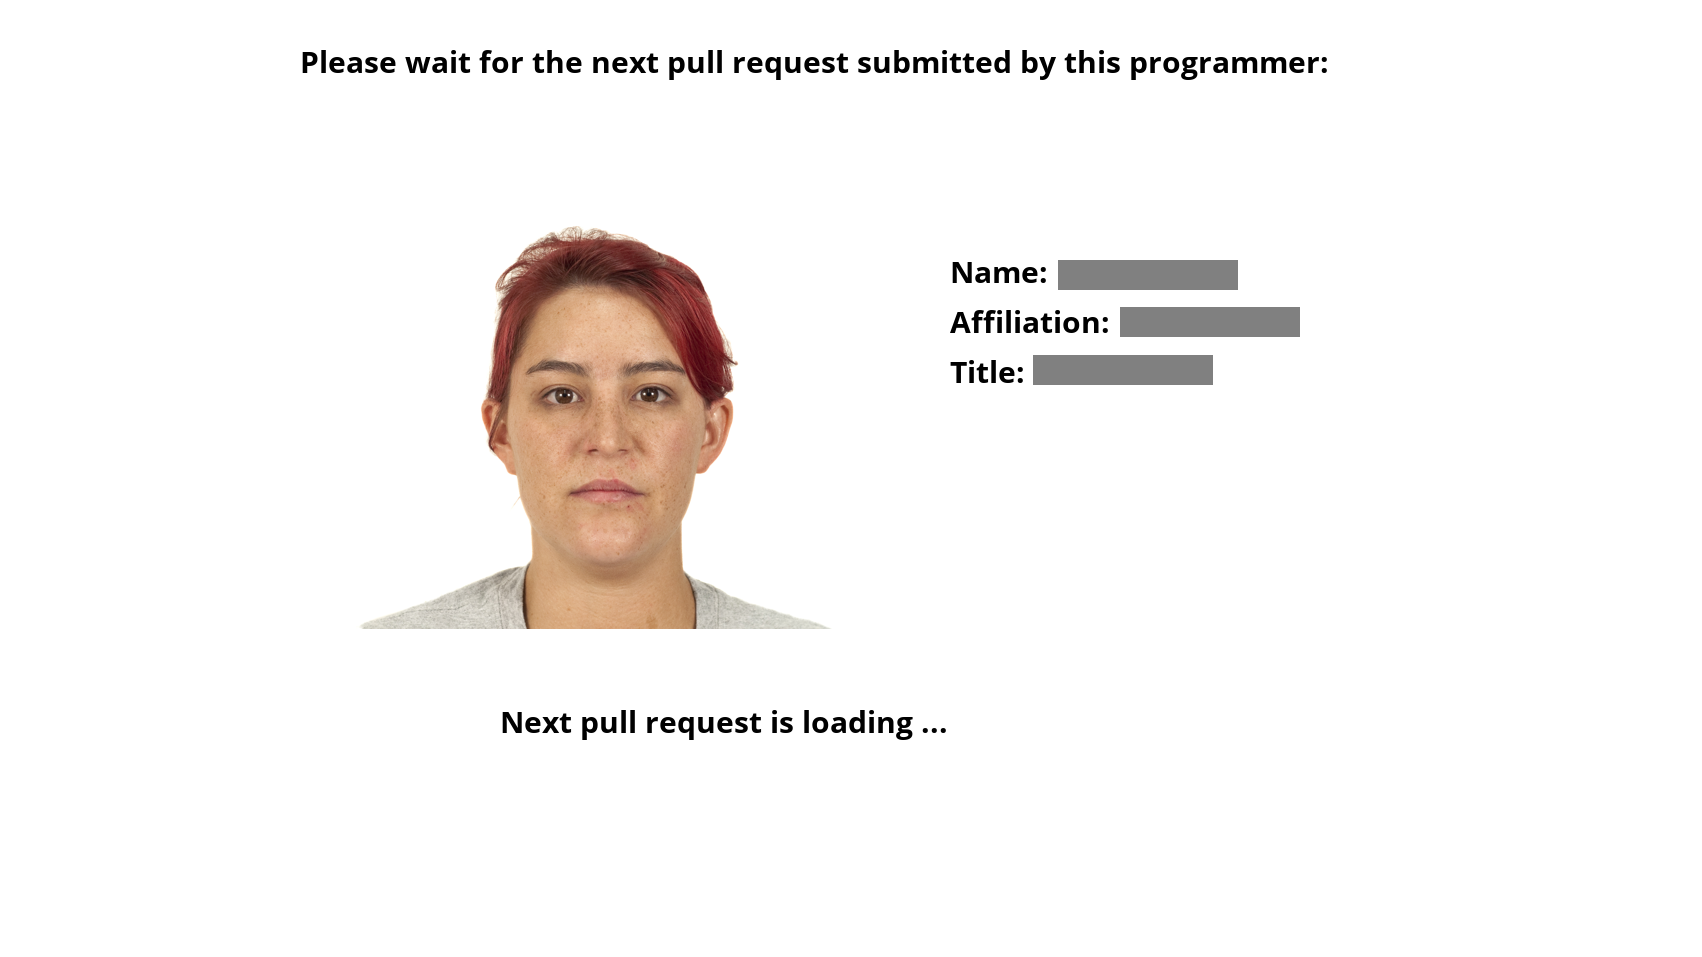 Please wait for the next pull request submitted by this programmer:
Name:
Affiliation:
Title:
Next pull request is loading ...